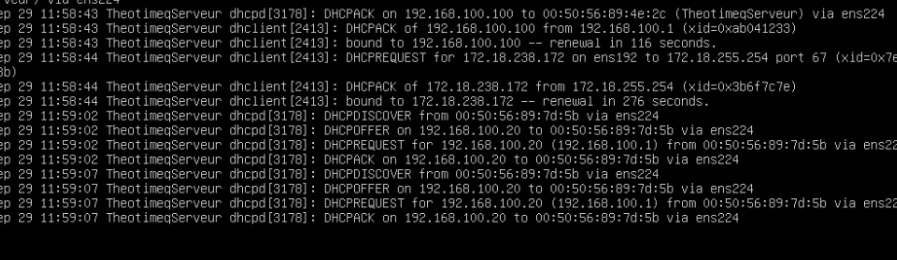 via ens224
ep 29 11:58:43 TheotimeqServeur dhcpd[3178]: DHCPACK on 192.168.100.100 to 00:50:56:89:4e:2c (TheotimeqServeur) via ens224
ep 29 11:58:43 TheotimeqServeur dhclient[2413]: DHCPACK of 192.168.100.100 from 192.168.100.1 (xid=0xab041233)
ep 29 11:58:43 TheotimeqServeur dhclient[2413]: bound to 192.168.100.100 -- renewal in 116 seconds.
ep 29 11:58:44 TheotimeqServeur dhclient[2413]: DHCPREQUEST for 172.18.238.172 on ens192 to 172.18.255.254 port 67 (xid=0x7e
3b)
ep 29 11:58:44 TheotimeqServeur dhclient[2413]: DHCPACK of 172.18.238.172 from 172.18.255.254 (xid=0x3b6f7c7e)
ep 29 11:58:44 TheotimeqServeur dhclient[2413]: bound to 172.18.238.172 -- renewal in 276 seconds.
ep 29 11:59:02 TheotimeqServeur dhcpd[3178]: DHCPDISCOVER from 00:50:56:89:7d:5b via ens224
ep 29 11:59:02 TheotimeqServeur dhcpd[3178]: DHCPOFFER on 192.168.100.20 to 00:50:56:89:7d:5b via ens224
ep 29 11:59:02 TheotimeqServeur dhcpd[3178]: DHCPREQUEST for 192.168.100.20 (192.168.100.1) from 00:50:56:89:7d:5b via ens22
ep 29 11:59:02 TheotimeqServeur dhcpd[3178]: DHCPACK on 192.168.100.20 to 00:50:56:89:7d:5b via ens224
ep 29 11:59:07 TheotimeqServeur dhcpd[3178]: DHCPDISCOVER from 00:50:56:89:7d:5b via ens224
ep 29 11:59:07 TheotimeqServeur dhcpd[3178]: DHCPOFFER on 192.168.100.20 to 00:50:56:89:7d:5b via ens224
ep 29 11:59:07 TheotimeqServeur dhcpd[3178]: DHCPREQUEST for 192.168.100.20 (192.168.100.1) from 00:50:56:89:7d:5b via ens22
ep 29 11:59:07 TheotimeqServeur dhcpd[3178]: DHCPACK on 192.168.100.20 to 00:50:56:89:7d:5b via ens224